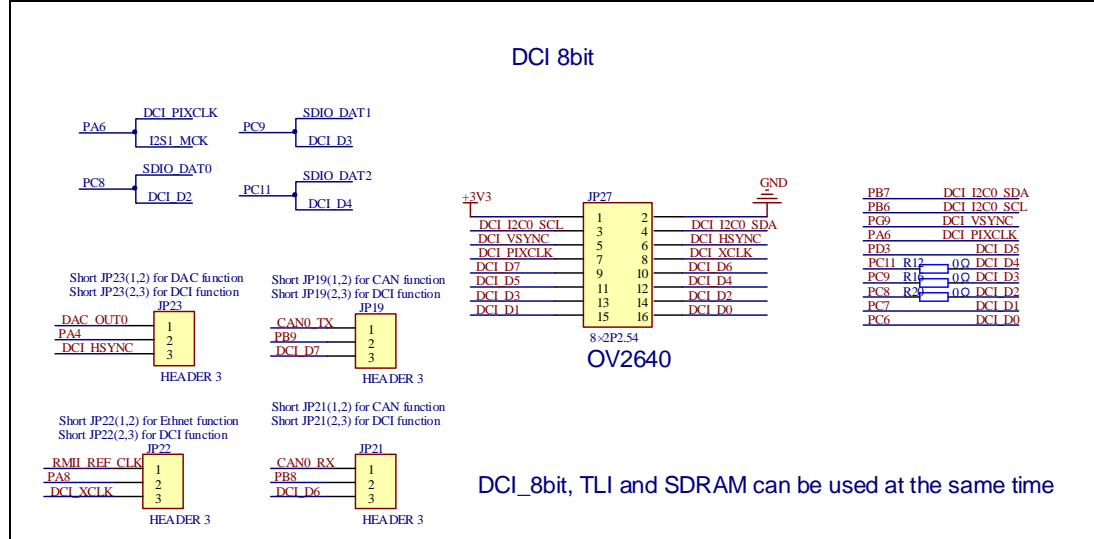 DCI 8bit
DCI_PIXCLK
PA6
I2S1_MCK
SDIO_DAT1
PC9
DCI_D3
SDIO_DAT0
PC8
DCI_D2
SDIO_DAT2
PC11
DCI_D4
Short JP23(1,2) for DAC function
Short JP23(2,3) for DCI function
JP23
DAC_OUT0 1
PA4 2
DCI_HSYNC 3
HEADER 3
Short JP19(1,2) for CAN function
Short JP19(2,3) for DCI function
JP19
CAN0_TX 1
PB9 2
DCI_D7 3
HEADER 3
Short JP22(1,2) for Ethnet function
Short JP22(2,3) for DCI function
JP22
RMII_REF_CLK 1
PA8 2
DCI_XCLK 3
HEADER 3
Short JP21(1,2) for CAN function
Short JP21(2,3) for DCI function
JP21
CAN0_RX 1
PB8 2
DCI_D6 3
HEADER 3
+3V3 JP27 GND
1 2
DCI_I2C0_SCL 3 4 DCI_I2C0_SDA
DCI_VSYNC 5 6 DCI_HSYNC
DCI_PIXCLK 7 8 DCI_XCLK
DCI_D7 9 10 DCI_D6
DCI_D5 11 12 DCI_D4
DCI_D3 13 14 DCI_D2
DCI_D1 15 16 DCI_D0
8×2P2.54
OV2640
PB7 DCI_I2C0_SDA
PB6 DCI_I2C0_SCL
PG9 DCI_VSYNC
PA6 DCI_PIXCLK
PD3 DCI_D5
PC11 R12 0Ω DCI_D4
PC9 R16 0Ω DCI_D3
PC8 R20 0Ω DCI_D2
PC7 DCI_D1
PC6 DCI_D0
DCI_8bit, TLI and SDRAM can be used at the same time